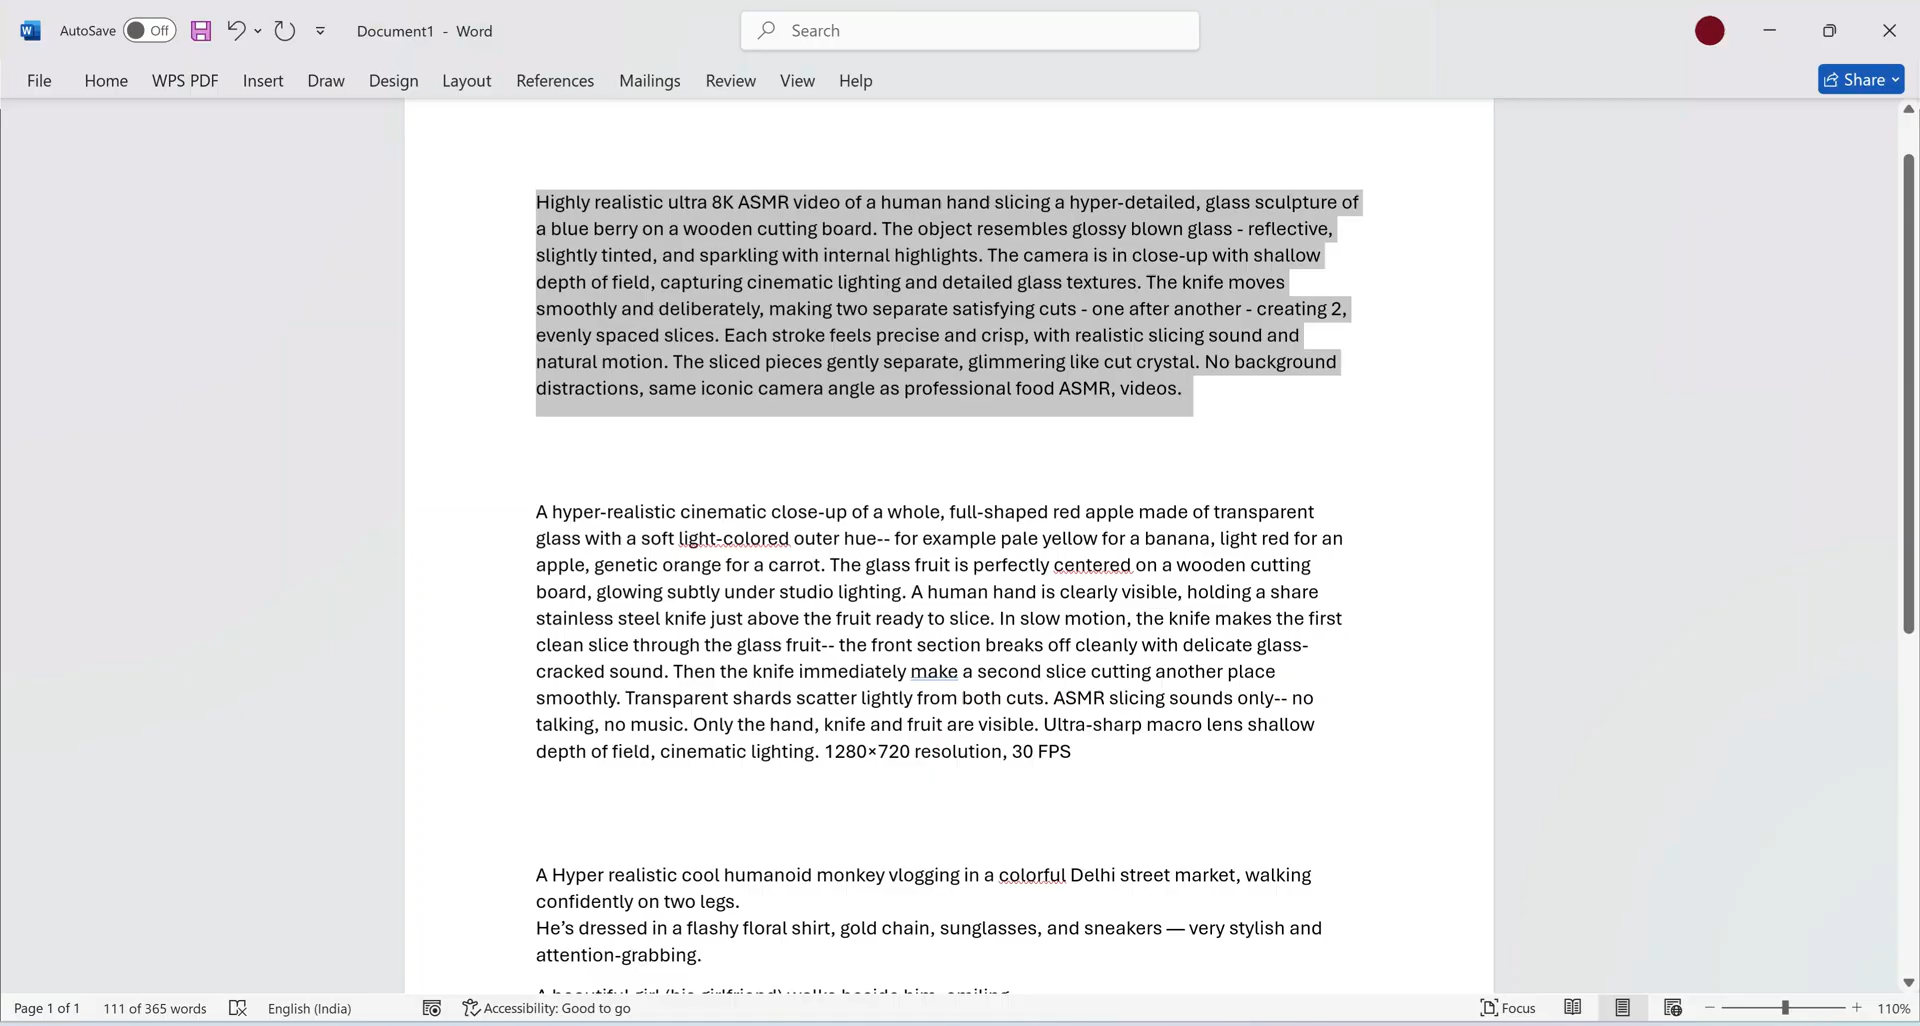 AutoSave Off Document1 - Word Search
File Home WPS PDF Insert Draw Design Layout References Mailings Review View Help Share
Highly realistic ultra 8K ASMR video of a human hand slicing a hyper-detailed, glass sculpture of
a blue berry on a wooden cutting board. The object resembles glossy blown glass - reflective,
slightly tinted, and sparkling with internal highlights. The camera is in close-up with shallow
depth of field, capturing cinematic lighting and detailed glass textures. The knife moves
smoothly and deliberately, making two separate satisfying cuts - one after another - creating 2,
evenly spaced slices. Each stroke feels precise and crisp, with realistic slicing sound and
natural motion. The sliced pieces gently separate, glimmering like cut crystal. No background
distractions, same iconic camera angle as professional food ASMR, videos.
A hyper-realistic cinematic close-up of a whole, full-shaped red apple made of transparent
glass with a soft light-colored outer hue-- for example pale yellow for a banana, light red for an
apple, genetic orange for a carrot. The glass fruit is perfectly centered on a wooden cutting
board, glowing subtly under studio lighting. A human hand is clearly visible, holding a share
stainless steel knife just above the fruit ready to slice. In slow motion, the knife makes the first
clean slice through the glass fruit-- the front section breaks off cleanly with delicate glass-
cracked sound. Then the knife immediately make a second slice cutting another place
smoothly. Transparent shards scatter lightly from both cuts. ASMR slicing sounds only-- no
talking, no music. Only the hand, knife and fruit are visible. Ultra-sharp macro lens shallow
depth of field, cinematic lighting. 1280×720 resolution, 30 FPS
A Hyper realistic cool humanoid monkey vlogging in a colorful Delhi street market, walking
confidently on two legs.
He’s dressed in a flashy floral shirt, gold chain, sunglasses, and sneakers — very stylish and
attention-grabbing.
A beautiful girl (his girlfriend) walks beside him, smiling
Page 1 of 1 111 of 365 words English (India) Accessibility: Good to go Focus 110%